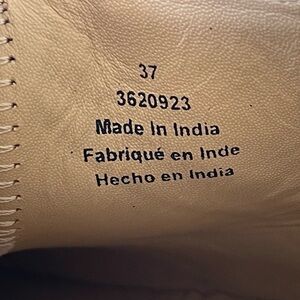 37
3620923
Made In India
Fabriqué en Inde
Hecho en India